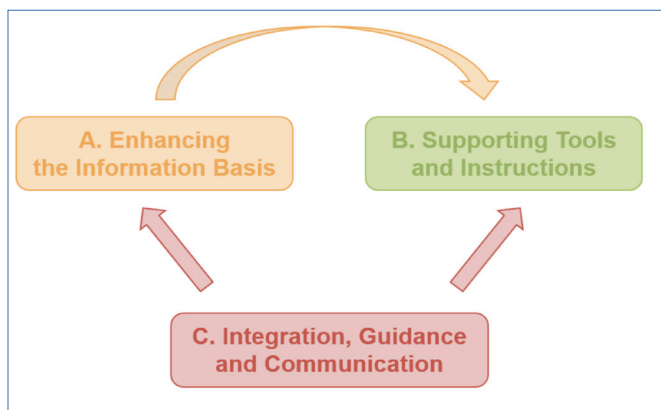 A. Enhancing
the Information Basis
B. Supporting Tools
and Instructions
C. Integration, Guidance
and Communication